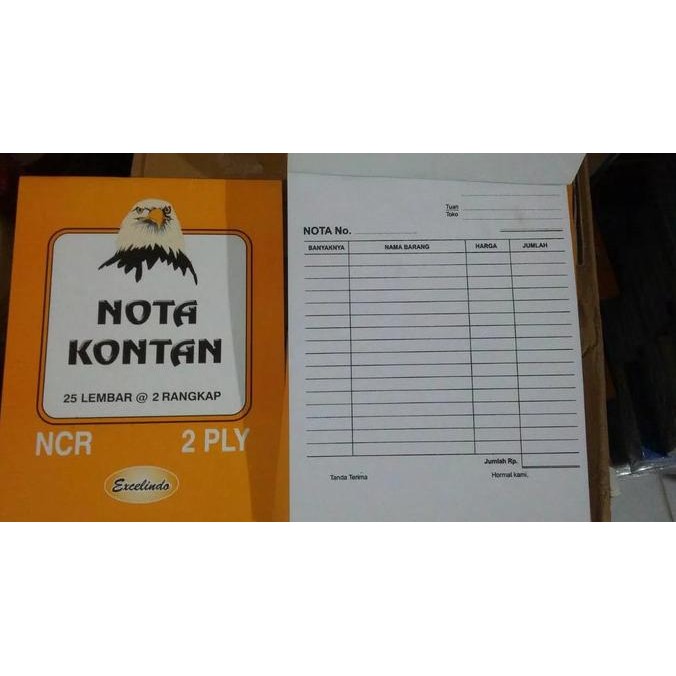 NOTA
KONTAN
25 LEMBAR @ 2 RANGKAP
NCR 2 PLY
Excelindo
Tuan
Toko
NOTA No.
BANYAKNYA NAMA BARANG HARGA JUMLAH
Jumlah Rp.
Tanda Terima Hormat kami,